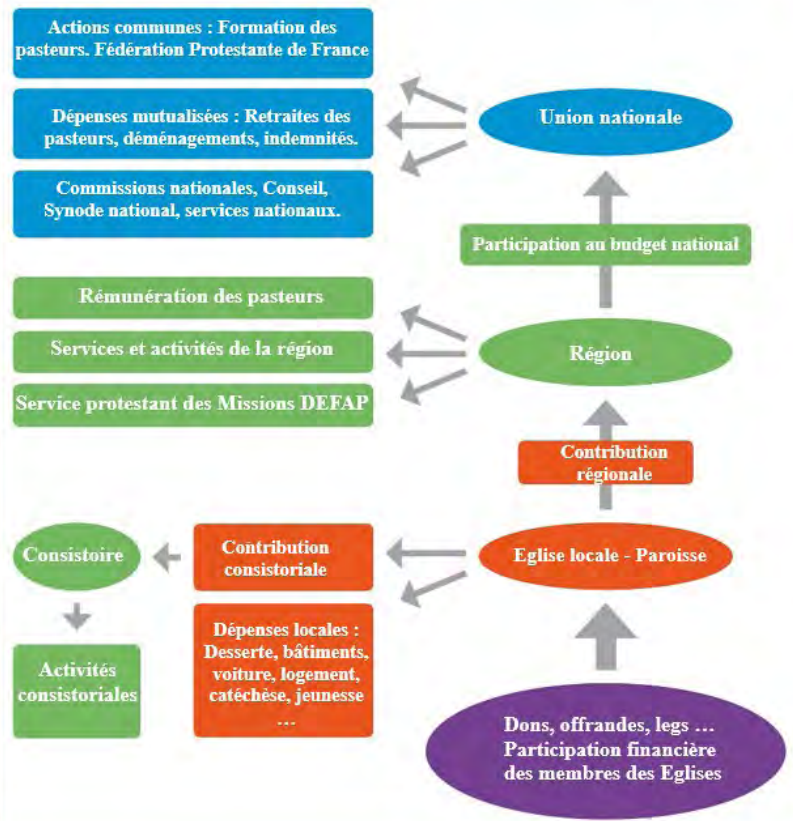 Actions communes : Formation des
pasteurs. Fédération Protestante de France
Dépenses mutualisées : Retraites des
pasteurs, déménagements, indemnités.
Commissions nationales, Conseil,
Synode national, services nationaux.
Union nationale
Participation au budget national
Rémunération des pasteurs
Services et activités de la région
Service protestant des Missions DEFAP
Région
Contribution
régionale
Consistoire
Contribution
consistoriale
Eglise locale - Paroisse
Activités
consistoriales
Dépenses locales :
Desserte, bâtiments,
voiture, logement,
catéchèse, jeunesse
...
Dons, offrandes, legs ...
Participation financière
des membres des Eglises